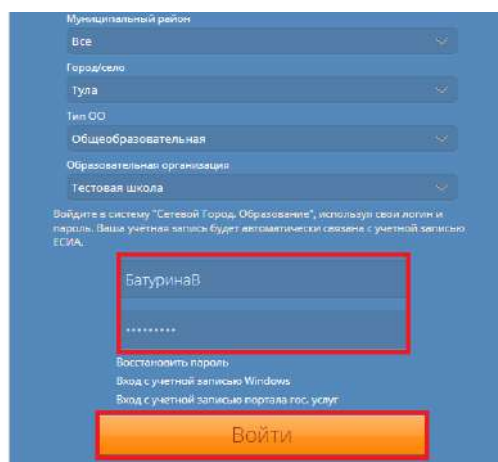 Муниципальный район
Все
Город/село
Тула
Тип ОО
Общеобразовательная
Образовательная организация
Тестовая школа
Войдите в систему "Сетевой Город. Образование", используя свои логин и
пароль. Ваша учетная запись будет автоматически связана с учетной записью
ЕСИА.
БатуринаВ
•••••••••
Восстановить пароль
Вход с учетной записью Windows
Вход с учетной записью портала гос. услуг
Войти